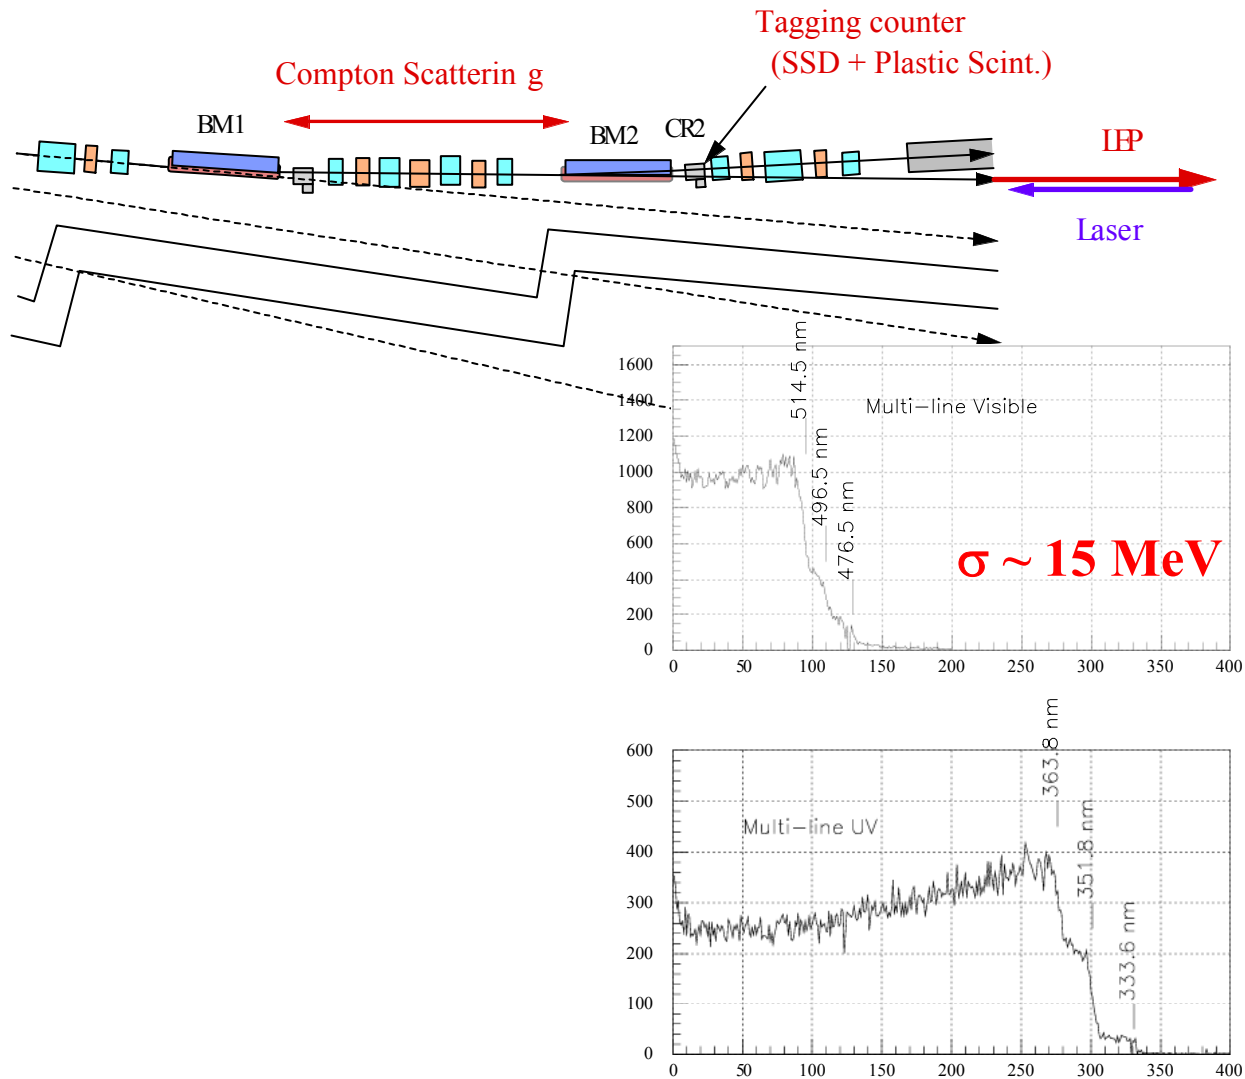 Tagging counter
(SSD + Plastic Scint.)
Compton Scatterin g
BM1
BM2
CR2
LEP
Laser
1600
1400
1200
1000
800
600
400
200
0
0
50
100
150
200
250
300
350
400
514.5 nm
496.5 nm
476.5 nm
Multi-line Visible
σ ~ 15 MeV
600
500
400
300
200
100
0
0
50
100
150
200
250
300
350
400
Multi-line UV
363.8 nm
351.8 nm
333.6 nm